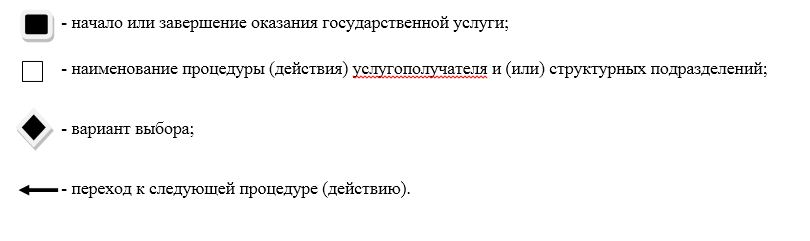 - начало или завершение оказания государственной услуги;
- наименование процедуры (действия) услугополучателя и (или) структурных подразделений;
- вариант выбора;
- переход к следующей процедуре (действию).